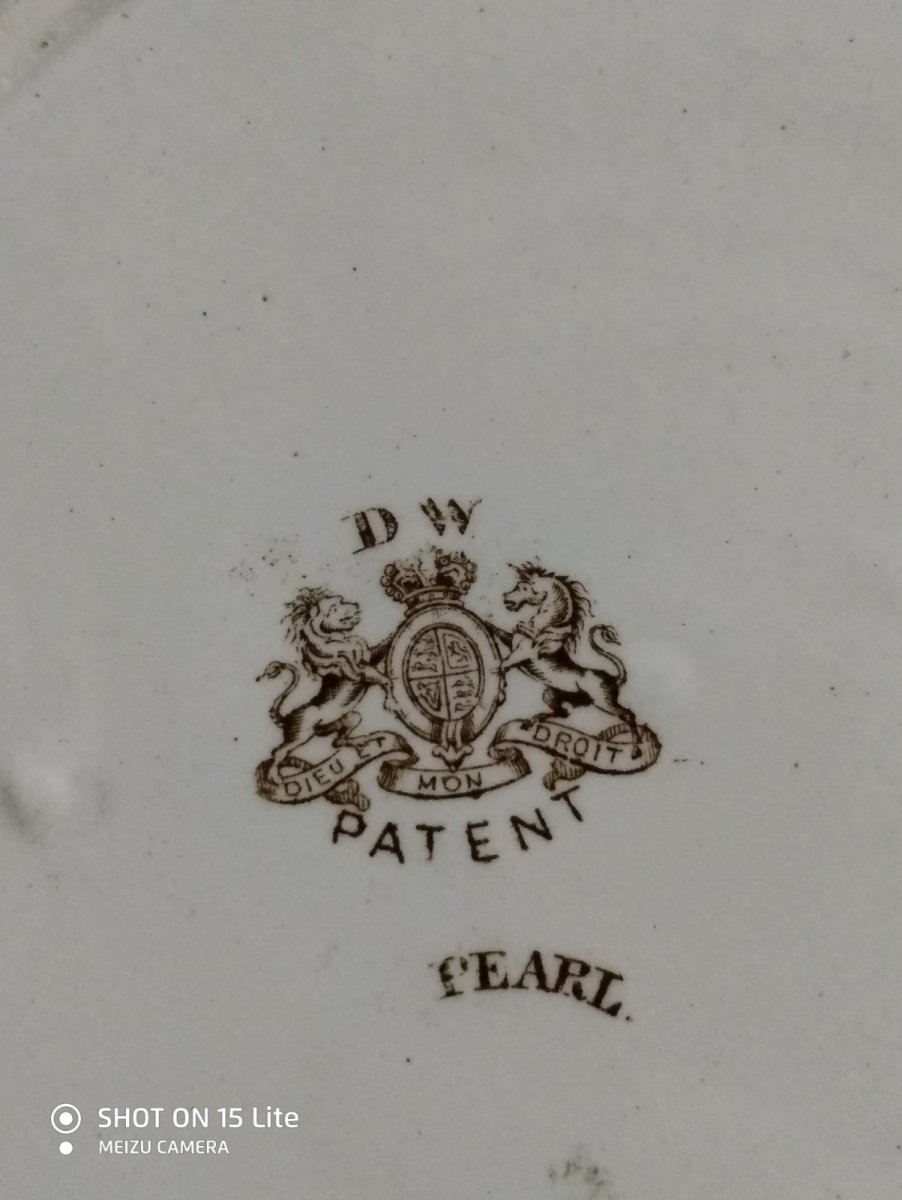 D W
DIEU ET MON DROIT
PATENT
PEARL.
SHOT ON 15 Lite
MEIZU CAMERA